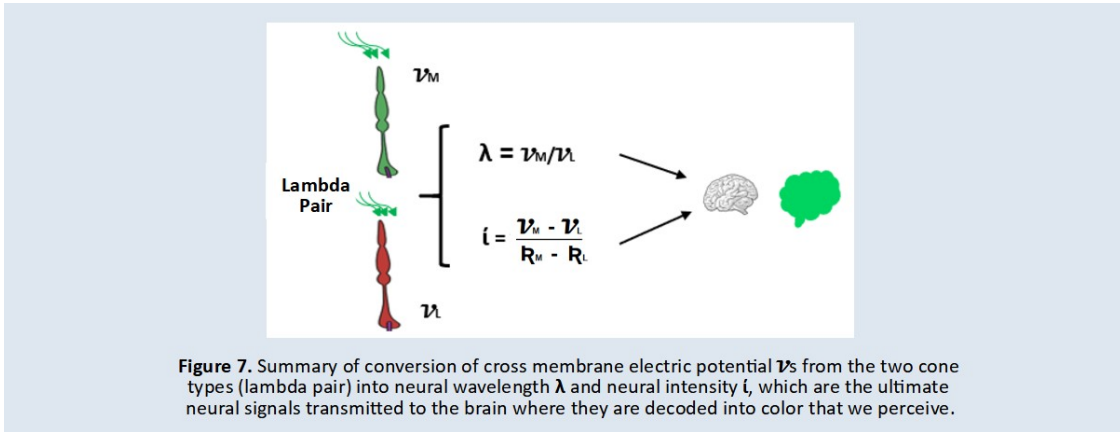 𝒱M
Lambda
Pair
λ = 𝒱M/𝒱L
í = 𝒱M - 𝒱L
RM - RL
𝒱L
Figure 7. Summary of conversion of cross membrane electric potential 𝒱s from the two cone
types (lambda pair) into neural wavelength λ and neural intensity í, which are the ultimate
neural signals transmitted to the brain where they are decoded into color that we perceive.